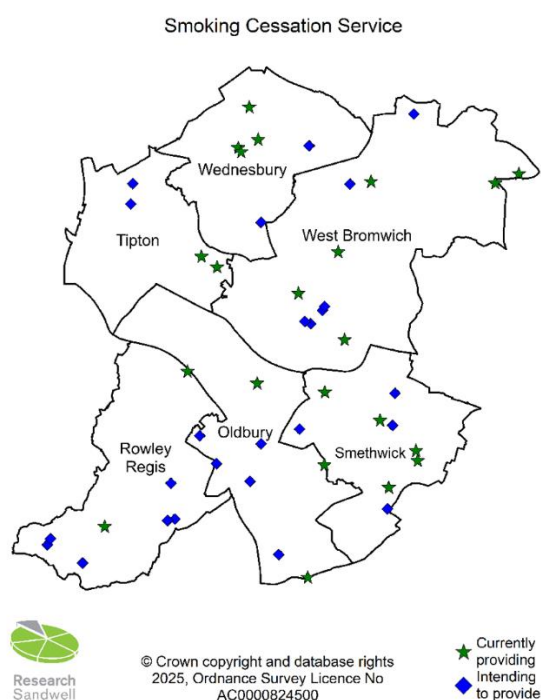 Smoking Cessation Service
Wednesbury
Tipton
West Bromwich
Oldbury
Rowley
Regis
Smethwick
Research
Sandwell
© Crown copyright and database rights
2025, Ordnance Survey Licence No
AC0000824500
Currently
providing
Intending
to provide